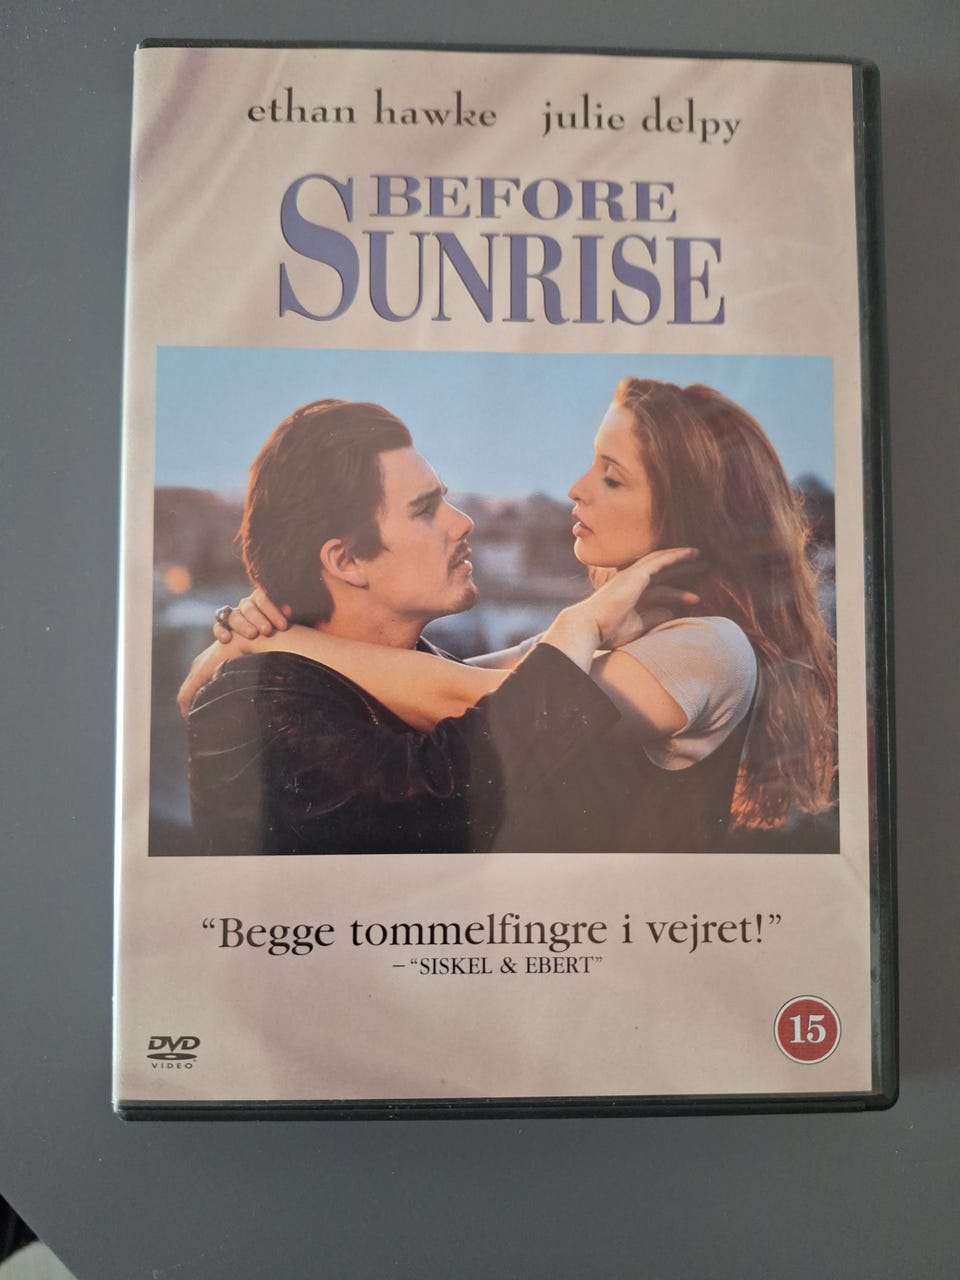 ethan hawke julie delpy
BEFORE
SUNRISE
“Begge tommelfingre i vejret!”
– “SISKEL & EBERT”
DVD
VIDEO
15